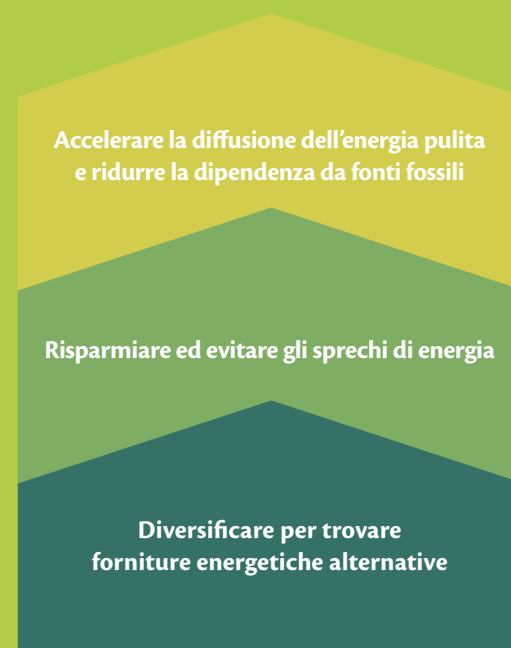 Accelerare la diffusione dell’energia pulita
e ridurre la dipendenza da fonti fossili
Risparmiare ed evitare gli sprechi di energia
Diversificare per trovare
forniture energetiche alternative